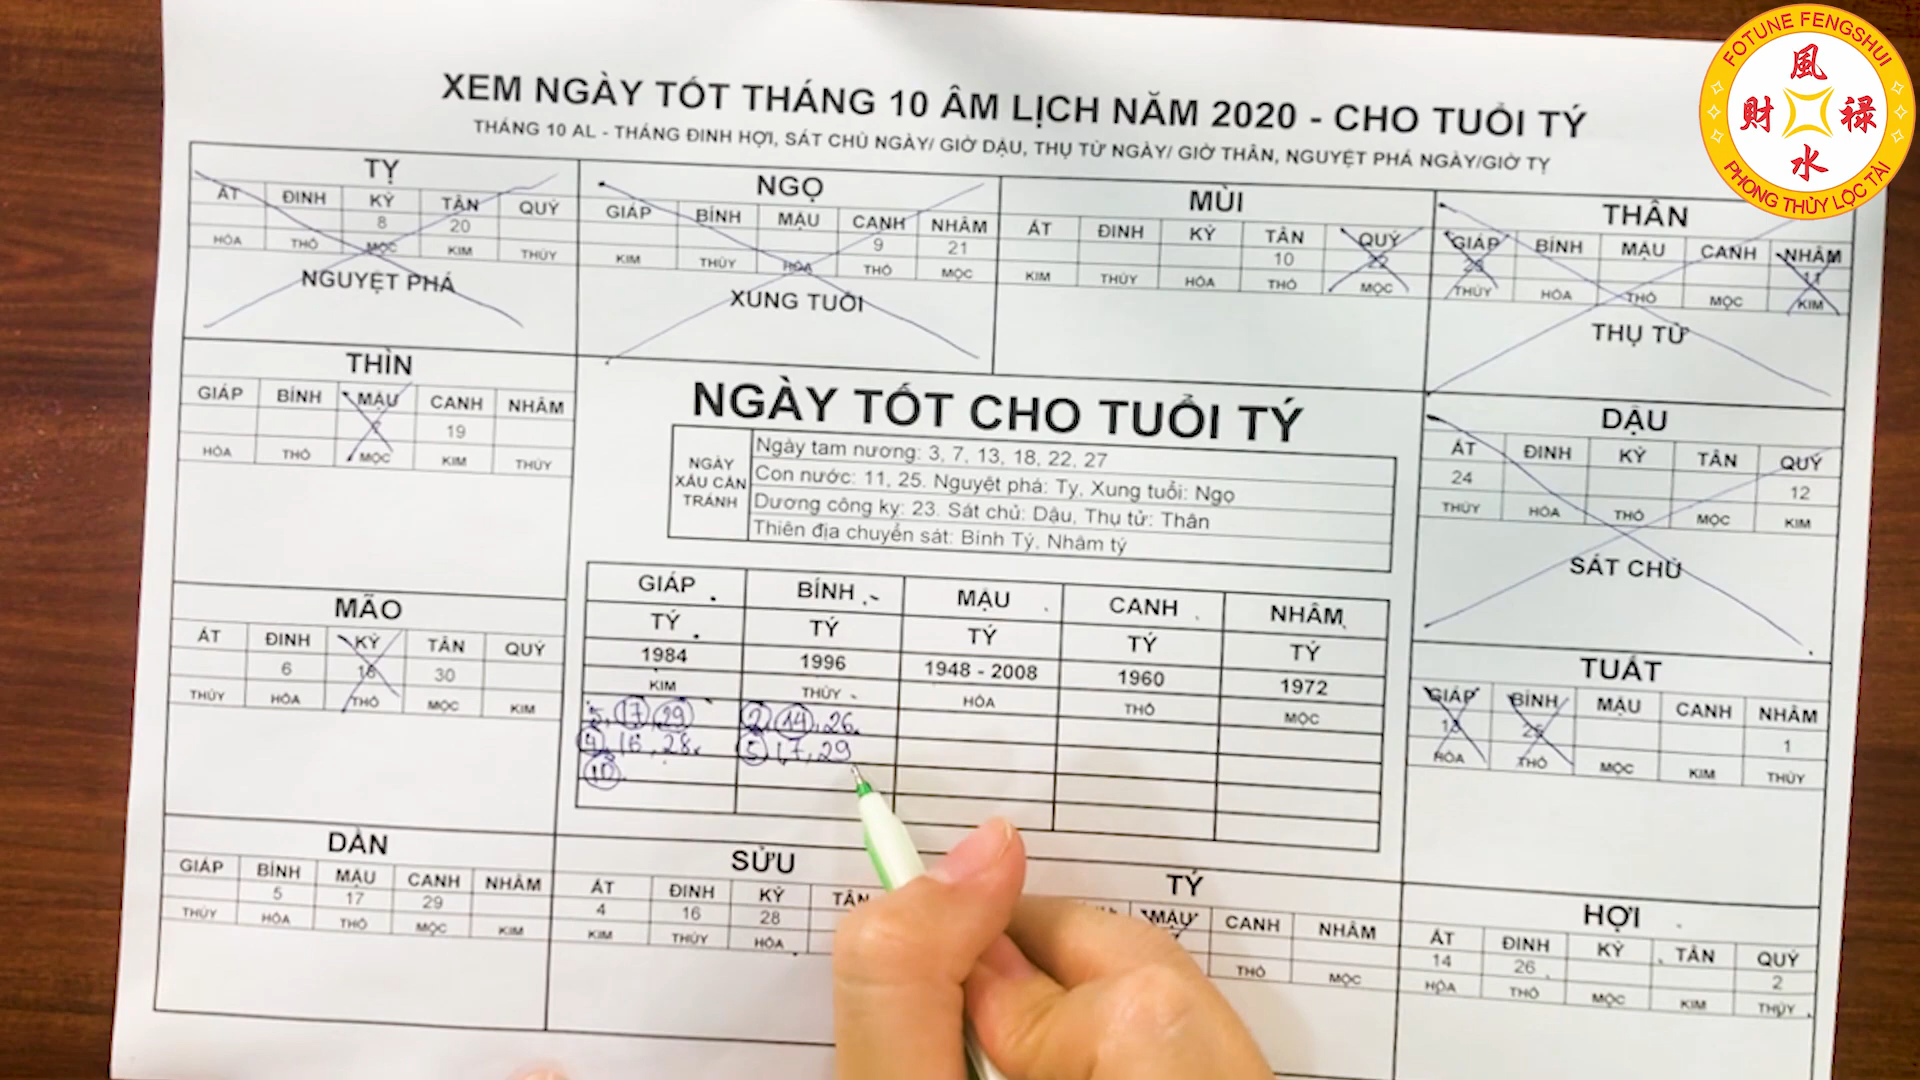 FOTUNE FENGSHUI
風
財 禄
水
PHONG THỦY LỘC TÀI
XEM NGÀY TỐT THÁNG 10 ÂM LỊCH NĂM 2020 - CHO TUỔI TÝ
THÁNG 10 AL - THÁNG ĐINH HỢI, SÁT CHỦ NGÀY/ GIỜ DẬU, THỤ TỬ NGÀY/ GIỜ THÂN, NGUYỆT PHÁ NGÀY/GIỜ TỴ
TỴ
ÁT ĐINH KỶ TÂN QUÝ
8 20
HỎA THỔ MỘC KIM THỦY
NGUYỆT PHÁ
NGỌ
GIÁP BÍNH MẬU CANH NHÂM
9 21
KIM THỦY HỎA THỔ MỘC
XUNG TUỔI
MÙI
ÁT ĐINH KỶ TÂN QUÝ
10 22
KIM THỦY HỎA THỔ MỘC
THÂN
GIÁP BÍNH MẬU CANH NHÂM
23 11
THỦY HỎA THỔ MỘC KIM
THỤ TỬ
THÌN
GIÁP BÍNH MẬU CANH NHÂM
7 19
HỎA THỔ MỘC KIM THỦY
NGÀY TỐT CHO TUỔI TÝ
NGÀY XẤU CẦN TRÁNH
Ngày tam nương: 3, 7, 13, 18, 22, 27
Con nước: 11, 25. Nguyệt phá: Tỵ, Xung tuổi: Ngọ
Dương công kỵ: 23. Sát chủ: Dậu, Thụ tử: Thân
Thiên địa chuyển sát: Bính Tý, Nhâm tý
DẬU
ÁT ĐINH KỶ TÂN QUÝ
24 12
THỦY HỎA THỔ MỘC KIM
SÁT CHỦ
MÃO
ÁT ĐINH KỶ TÂN QUÝ
6 18 30
THỦY HỎA THỔ MỘC KIM
GIÁP BÍNH MẬU CANH NHÂM
TÝ TÝ TÝ TÝ TÝ
1984 1996 1948 - 2008 1960 1972
KIM THỦY HỎA THỔ MỘC
5, 17, 29 2, 14, 26.
4, 16, 28. 5, 17, 29
10.
TUẤT
GIÁP BÍNH MẬU CANH NHÂM
13 25 1
HỎA THỔ MỘC KIM THỦY
DẦN
GIÁP BÍNH MẬU CANH NHÂM
5 17 29
THỦY HỎA THỔ MỘC KIM
SỬU
ÁT ĐINH KỶ TÂN
4 16 28
KIM THỦY HỎA
TÝ
MẬU CANH NHÂM
THỔ MỘC
HỢI
ÁT ĐINH KỶ TÂN QUÝ
14 26 2
HỎA THỔ MỘC KIM THỦY